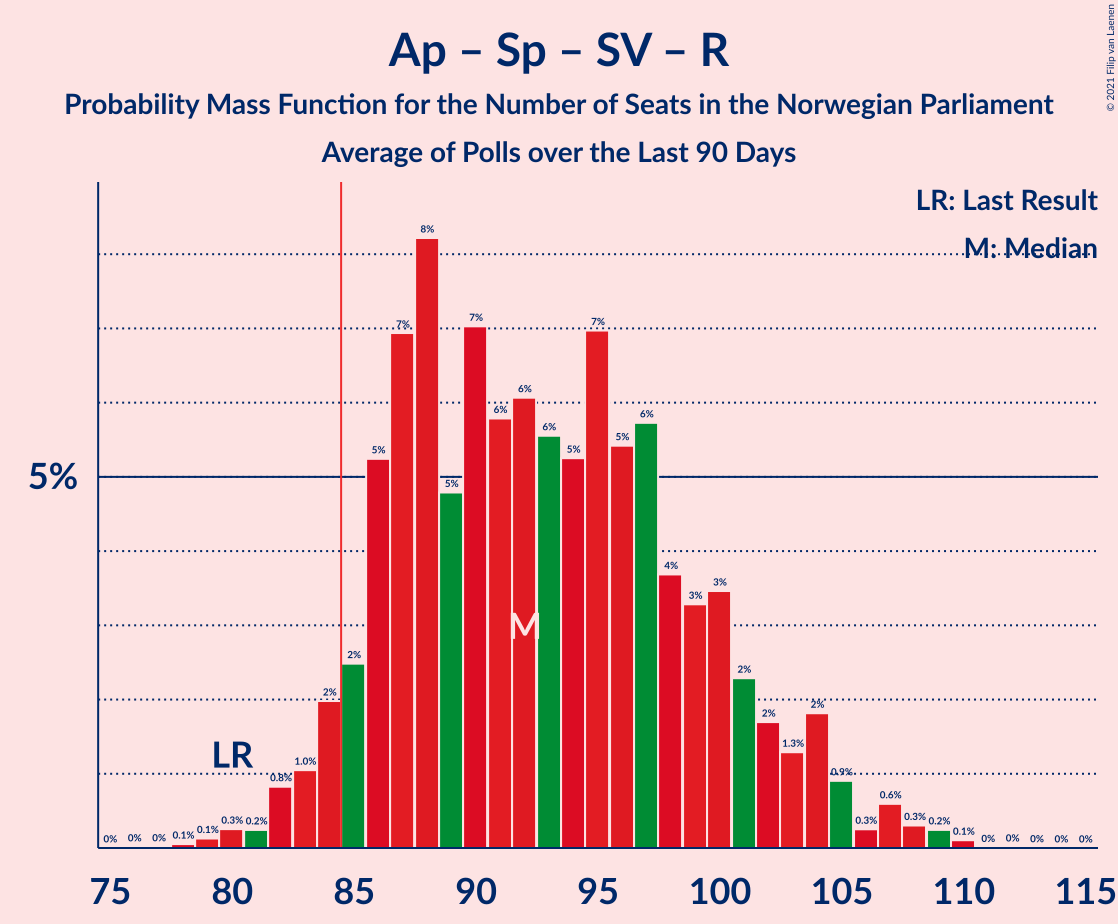 Ap – Sp – SV – R
Probability Mass Function for the Number of Seats in the Norwegian Parliament
Average of Polls over the Last 90 Days
© 2021 Filip van Laenen
LR: Last Result
M: Median
5%
LR
M
0% 0% 0% 0.1% 0.1% 0.3% 0.2% 0.8% 1.0% 2% 2% 5% 7% 8% 5% 7% 6% 6% 6% 5% 7% 5% 6% 4% 3% 3% 2% 2% 1.3% 2% 0.9% 0.3% 0.6% 0.3% 0.2% 0.1% 0% 0% 0% 0% 0%
75 80 85 90 95 100 105 110 115